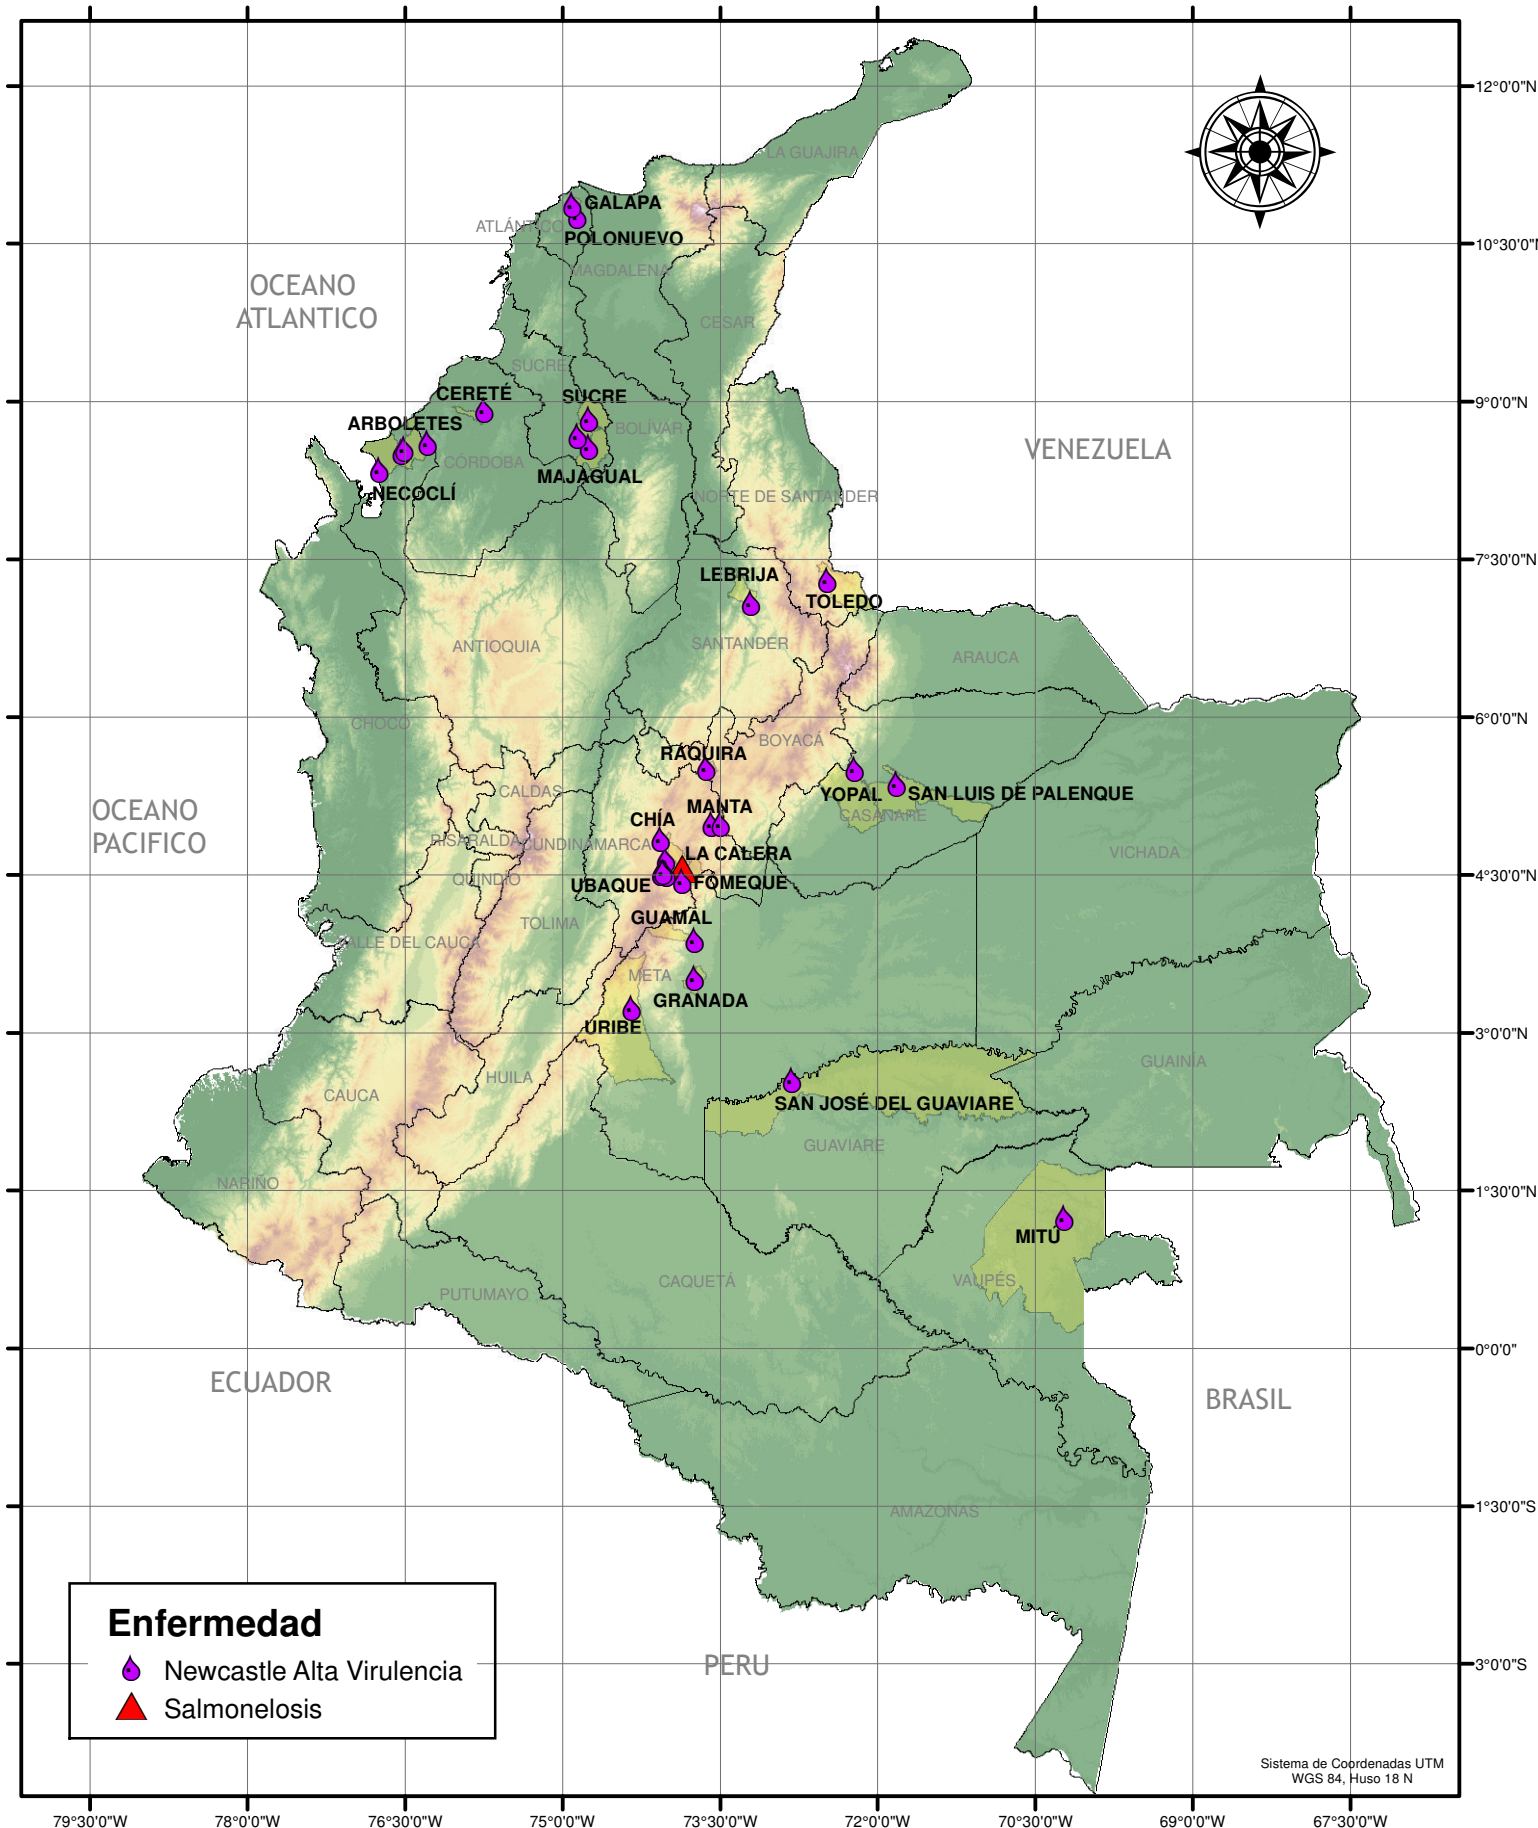 12°0'0"N
LA GUAJIRA
GALAPA
ATLÁNTICO
POLONUEVO
10°30'0"N
MAGDALENA
OCEANO
ATLANTICO
CESAR
SUCRE
CERETÉ
SUCRE
9°0'0"N
ARBOLETES
BOLÍVAR
VENEZUELA
CÓRDOBA
MAJAGUAL
NECOCLÍ
NORTE DE SANTANDER
7°30'0"N
LEBRIJA
TOLEDO
SANTANDER
ANTIOQUIA
ARAUCA
6°0'0"N
CHOCÓ
BOYACÁ
RÁQUIRA
CALDAS
YOPAL
SAN LUIS DE PALENQUE
OCEANO
PACIFICO
MANTA
CASANARE
CHÍA
RISARALDA
CUNDINAMARCA
LA CALERA
VICHADA
4°30'0"N
QUINDIO
UBAQUE
FÓMEQUE
GUAMAL
TOLIMA
VALLE DEL CAUCA
META
GRANADA
URIBE
3°0'0"N
GUAINÍA
HUILA
CAUCA
SAN JOSÉ DEL GUAVIARE
GUAVIARE
NARIÑO
1°30'0"N
MITÚ
CAQUETÁ
VAUPÉS
PUTUMAYO
0°0'0"
ECUADOR
BRASIL
1°30'0"S
AMAZONAS
Enfermedad
Newcastle Alta Virulencia
Salmonelosis
PERU
3°0'0"S
Sistema de Coordenadas UTM
WGS 84, Huso 18 N
79°30'0"W
78°0'0"W
76°30'0"W
75°0'0"W
73°30'0"W
72°0'0"W
70°30'0"W
69°0'0"W
67°30'0"W